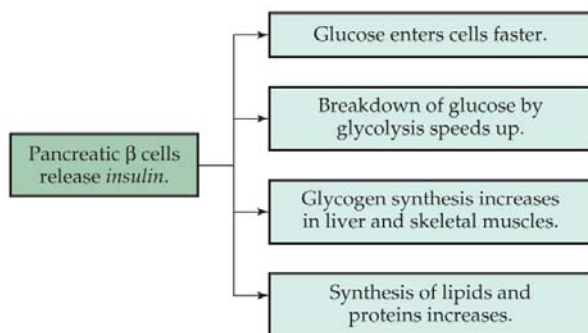 Glucose enters cells faster.
Breakdown of glucose by
glycolysis speeds up.
Pancreatic β cells
release insulin.
Glycogen synthesis increases
in liver and skeletal muscles.
Synthesis of lipids and
proteins increases.